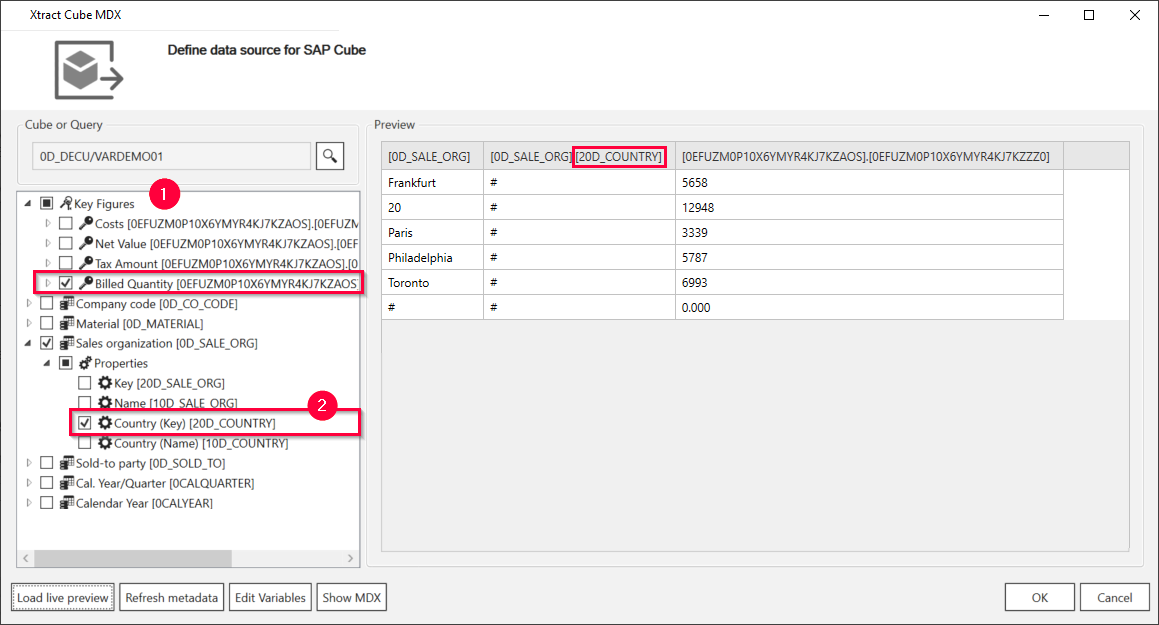 Xtract Cube MDX
Define data source for SAP Cube
Cube or Query
0D_DECU/VARDEMO01
1
Key Figures
Costs [0EFUZM0P10X6YMYR4KJ7KZAOS].[0EFUZM
Net Value [0EFUZM0P10X6YMYR4KJ7KZAOS].[0EF
Tax Amount [0EFUZM0P10X6YMYR4KJ7KZAOS].[0
Billed Quantity [0EFUZM0P10X6YMYR4KJ7KZAOS
Company code [0D_CO_CODE]
Material [0D_MATERIAL]
Sales organization [0D_SALE_ORG]
Properties
Key [20D_SALE_ORG]
Name [10D_SALE_ORG]
2
Country (Key) [20D_COUNTRY]
Country (Name) [10D_COUNTRY]
Sold-to party [0D_SOLD_TO]
Cal. Year/Quarter [0CALQUARTER]
Calendar Year [0CALYEAR]
Preview
[0D_SALE_ORG] [0D_SALE_ORG].[20D_COUNTRY] [0EFUZM0P10X6YMYR4KJ7KZAOS].[0EFUZM0P10X6YMYR4KJ7KZZZ0]
Frankfurt # 5658
20 # 12948
Paris # 3339
Philadelphia # 5787
Toronto # 6993
# # 0.000
Load live preview Refresh metadata Edit Variables Show MDX OK Cancel